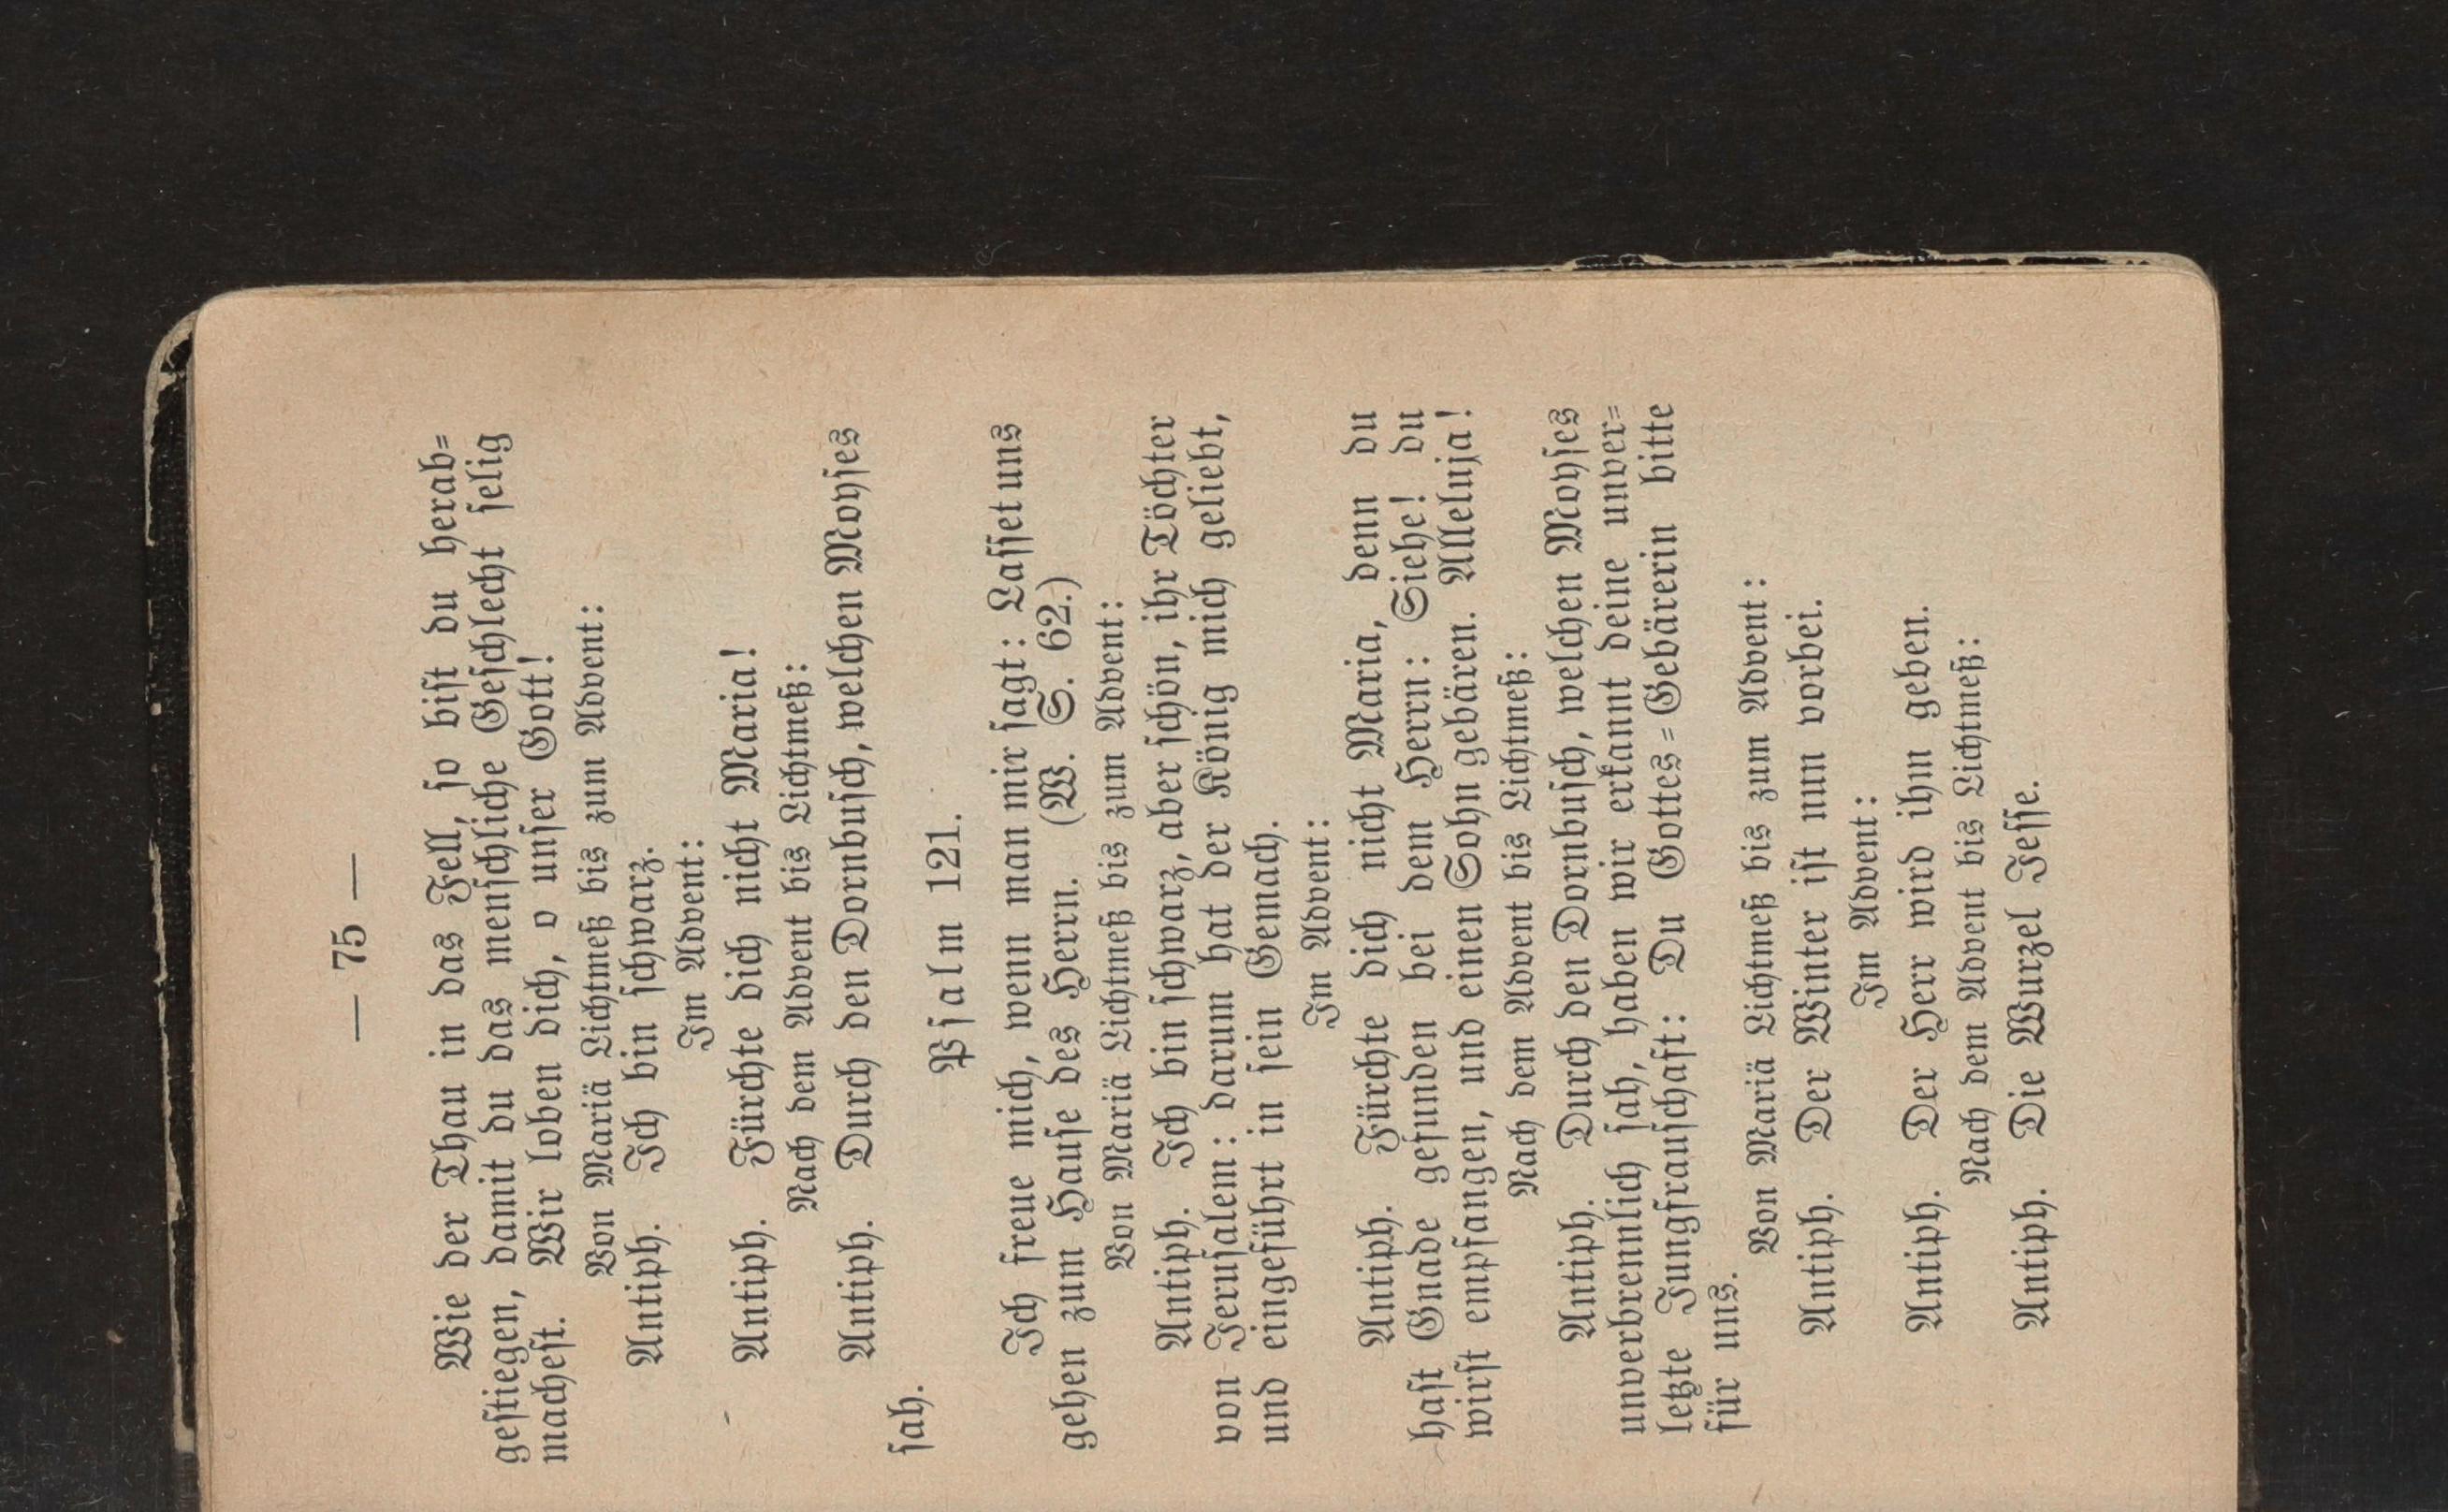 — 75 —
Wie der Thau in das Fell, so bist du herab=
gestiegen, damit du das menschliche Geschlecht selig
machest. Wir loben dich, o unser Gott!
Von Mariä Lichtmeß bis zum Advent:
Antiph. Ich bin schwarz.
Im Advent:
Antiph. Fürchte dich nicht Maria!
Nach dem Advent bis Lichtmeß:
Antiph. Durch den Dornbusch, welchen Moyses
sah.
Psalm 121.
Ich freue mich, wenn man mir sagt: Lasset uns
gehen zum Hause des Herrn. (W. S. 62.)
Von Mariä Lichtmeß bis zum Advent:
Antiph. Ich bin schwarz, aber schön, ihr Töchter
von Jerusalem: darum hat der König mich geliebt,
und eingeführt in sein Gemach.
Im Advent:
Antiph. Fürchte dich nicht Maria, denn du
hast Gnade gefunden bei dem Herrn: Siehe! du
wirst empfangen, und einen Sohn gebären. Alleluja!
Nach dem Advent bis Lichtmeß:
Antiph. Durch den Dornbusch, welchen Moyses
unverbrennlich sah, haben wir erkannt deine unver=
letzte Jungfrauschaft: Du Gottes=Gebärerin bitte
für uns.
Von Mariä Lichtmeß bis zum Advent:
Antiph. Der Winter ist nun vorbei.
Im Advent:
Antiph. Der Herr wird ihm geben.
Nach dem Advent bis Lichtmeß:
Antiph. Die Wurzel Jesse.